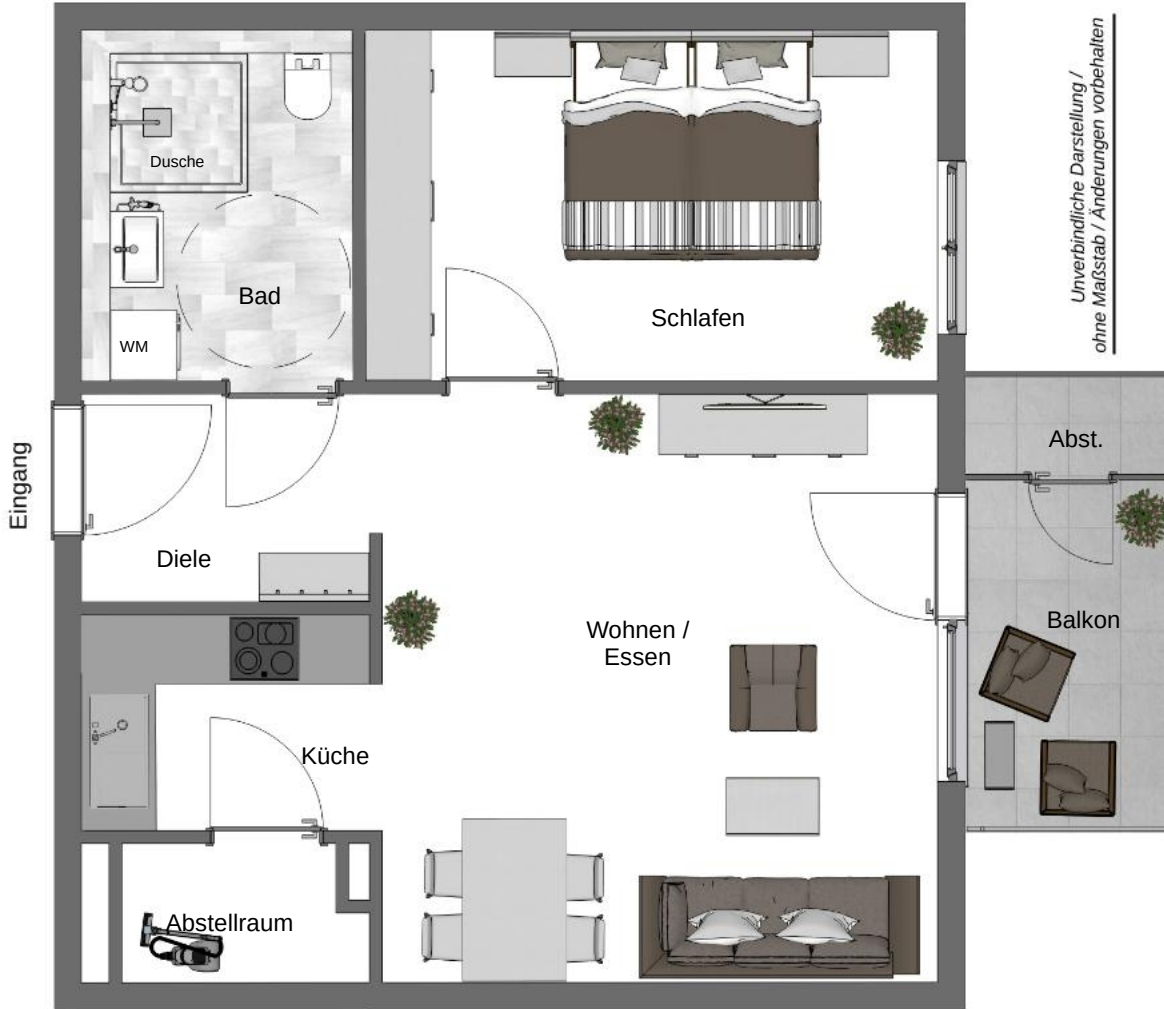 Unverbindliche Darstellung /
ohne Maßstab / Änderungen vorbehalten
Dusche
Bad
WM
Schlafen
Eingang
Diele
Abst.
Balkon
Wohnen /
Essen
Küche
Abstellraum